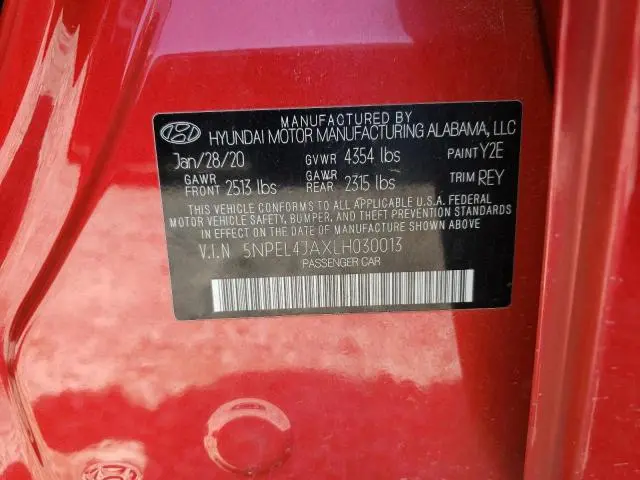 MANUFACTURED BY
HYUNDAI MOTOR MANUFACTURING ALABAMA, LLC
Jan/28/20 GVWR 4354 lbs PAINT Y2E
GAWR FRONT 2513 lbs GAWR REAR 2315 lbs TRIM REY
THIS VEHICLE CONFORMS TO ALL APPLICABLE U.S.A. FEDERAL
MOTOR VEHICLE SAFETY, BUMPER, AND THEFT PREVENTION STANDARDS
IN EFFECT ON THE DATE OF MANUFACTURE SHOWN ABOVE
V.I.N 5NPEL4JAXLH030013
PASSENGER CAR